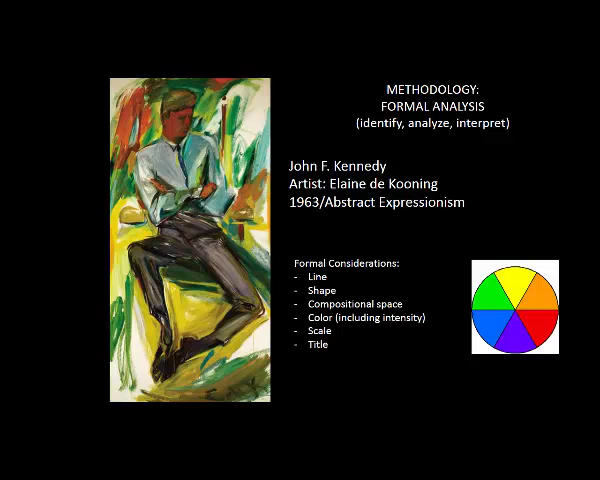 METHODOLOGY:
FORMAL ANALYSIS
(identify, analyze, interpret)
John F. Kennedy
Artist: Elaine de Kooning
1963/Abstract Expressionism
Formal Considerations:
- Line
- Shape
- Compositional space
- Color (including intensity)
- Scale
- Title